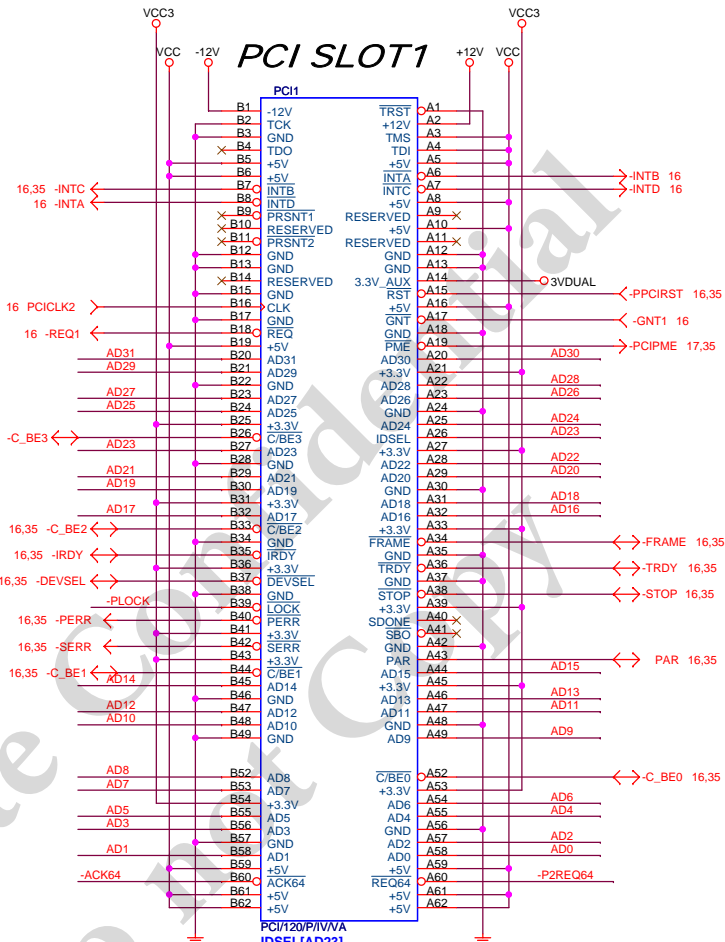 VCC3
VCC3
VCC -12V PCI SLOT1 +12V VCC
PCI1
B1 -12V TRST A1
B2 TCK +12V A2
B3 GND TMS A3
B4 TDO TDI A4
B5 +5V +5V A5
B6 +5V INTA A6 -INTB 16
16,35 -INTC B7 INTB INTC A7 -INTD 16
16 -INTA B8 INTD +5V A8
B9 PRSNT1 RESERVED A9
B10 RESERVED +5V A10
B11 PRSNT2 RESERVED A11
B12 GND GND A12
B13 GND GND A13
B14 RESERVED 3.3V_AUX A14 3VDUAL
B15 GND RST A15 -PPCIRST 16,35
16 PCICLK2 B16 CLK +5V A16
B17 GND GNT A17 -GNT1 16
16 -REQ1 B18 REQ GND A18
B19 +5V PME A19 -PCIPME 17,35
AD31 B20 AD31 AD30 A20 AD30
AD29 B21 AD29 +3.3V A21
B22 GND AD28 A22 AD28
AD27 B23 AD27 AD26 A23 AD26
AD25 B24 AD25 GND A24
B25 +3.3V AD24 A25 AD24
-C_BE3 B26 C/BE3 IDSEL A26 AD23
AD23 B27 AD23 +3.3V A27
B28 GND AD22 A28 AD22
AD21 B29 AD21 AD20 A29 AD20
AD19 B30 AD19 GND A30
B31 +3.3V AD18 A31 AD18
AD17 B32 AD17 AD16 A32 AD16
16,35 -C_BE2 B33 C/BE2 +3.3V A33
B34 GND FRAME A34 -FRAME 16,35
16,35 -IRDY B35 IRDY GND A35
B36 +3.3V TRDY A36 -TRDY 16,35
16,35 -DEVSEL B37 DEVSEL GND A37
B38 GND STOP A38 -STOP 16,35
-PLOCK B39 LOCK +3.3V A39
16,35 -PERR B40 PERR SDONE A40
B41 +3.3V SBO A41
16,35 -SERR B42 SERR GND A42
B43 +3.3V PAR A43 PAR 16,35
16,35 -C_BE1 B44 C/BE1 AD15 A44 AD15
AD14 B45 AD14 +3.3V A45
B46 GND AD13 A46 AD13
AD12 B47 AD12 AD11 A47 AD11
AD10 B48 AD10 GND A48
B49 GND AD9 A49 AD9
AD8 B52 AD8 C/BE0 A52 -C_BE0 16,35
AD7 B53 AD7 +3.3V A53
B54 +3.3V AD6 A54 AD6
AD5 B55 AD5 AD4 A55 AD4
AD3 B56 AD3 GND A56
B57 GND AD2 A57 AD2
AD1 B58 AD1 AD0 A58 AD0
B59 +5V +5V A59
-ACK64 B60 ACK64 REQ64 A60 -P2REQ64
B61 +5V +5V A61
B62 +5V +5V A62
PCI/120/P/IV/VA
IDSEL[AD23]
Confidential
not Copy